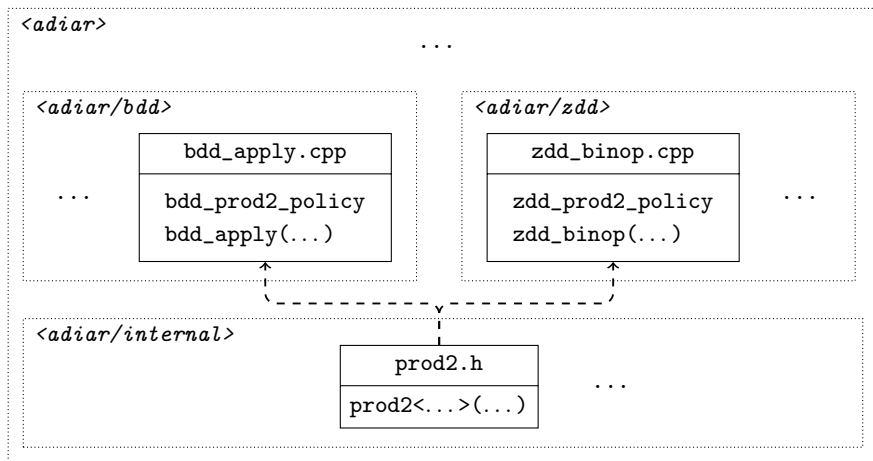 <adiar>
...
<adiar/bdd>
<adiar/zdd>
bdd_apply.cpp
zdd_binop.cpp
...
bdd_prod2_policy
bdd_apply(...)
zdd_prod2_policy
zdd_binop(...)
...
<adiar/internal>
prod2.h
prod2<...>(...)
...